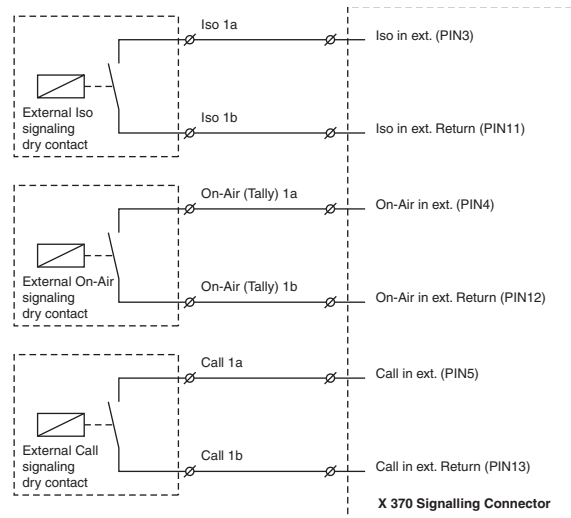 Iso 1a
Iso in ext. (PIN3)
External Iso
signaling
dry contact
Iso 1b
Iso in ext. Return (PIN11)
On-Air (Tally) 1a
On-Air in ext. (PIN4)
External On-Air
signaling
dry contact
On-Air (Tally) 1b
On-Air in ext. Return (PIN12)
Call 1a
Call in ext. (PIN5)
External Call
signaling
dry contact
Call 1b
Call in ext. Return (PIN13)
X 370 Signalling Connector